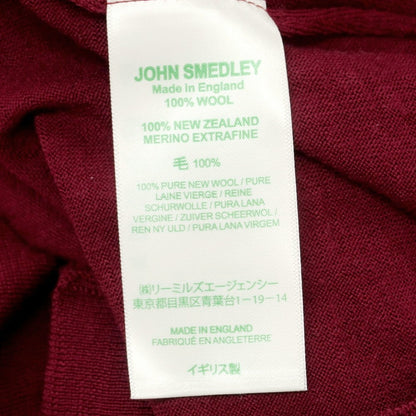 JOHN SMEDLEY
Made in England
100% WOOL
100% NEW ZEALAND
MERINO EXTRAFINE
毛 100%
100% PURE NEW WOOL / PURE
LAINE VIERGE / REINE
SCHURWOLLE / PURA LANA
VERGINE / ZUIVER SCHEERWOL /
REN NY ULD / PURA LANA VIRGEN
㈱リーミルズエージェンシー
東京都目黒区青葉台1-19-14
MADE IN ENGLAND
FABRIQUÉ EN ANGLETERRE
イギリス製